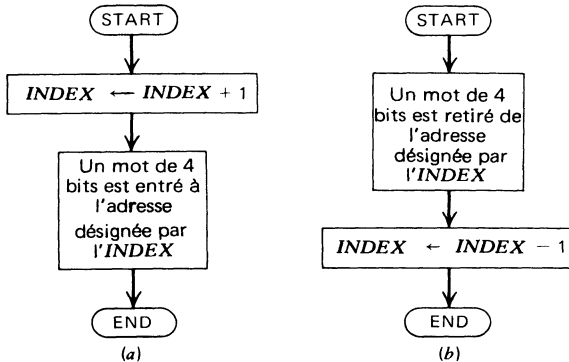 START
INDEX ← INDEX + 1
Un mot de 4
bits est entré à
l'adresse
désignée par
l'INDEX
END
(a)
START
Un mot de 4
bits est retiré de
l'adresse
désignée par
l'INDEX
INDEX ← INDEX − 1
END
(b)